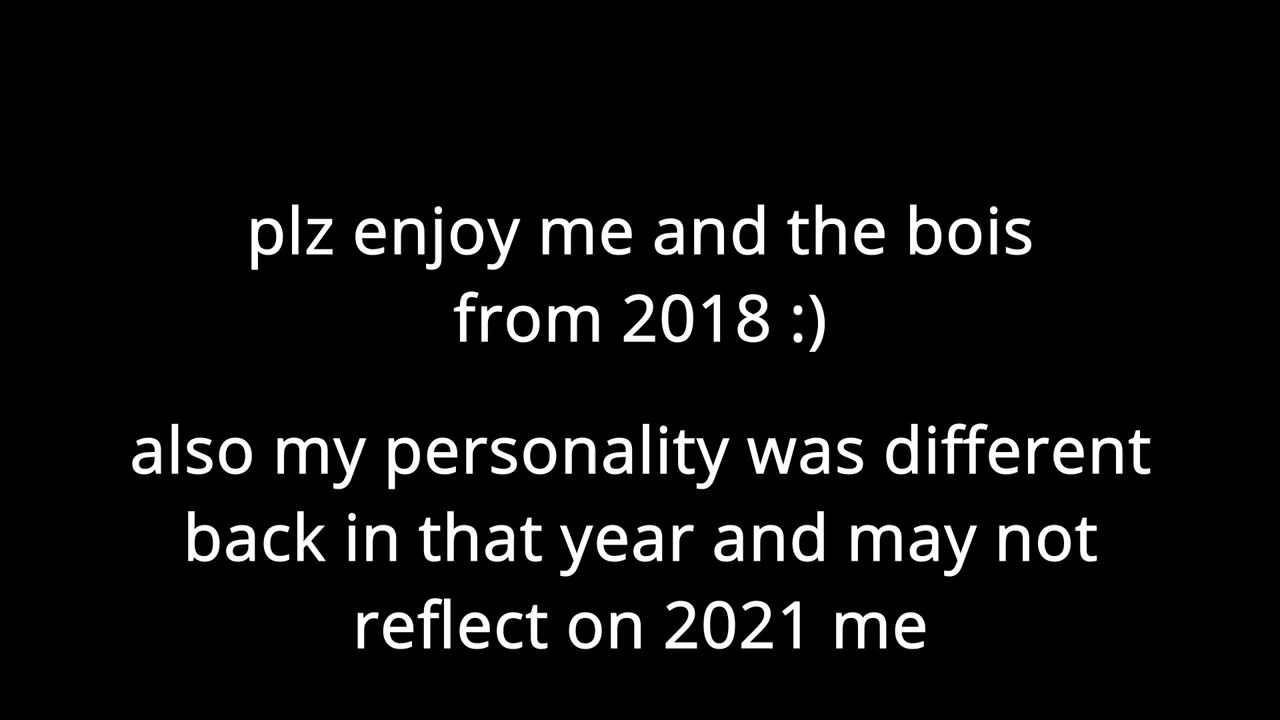 plz enjoy me and the bois
from 2018 :)
also my personality was different
back in that year and may not
reflect on 2021 me